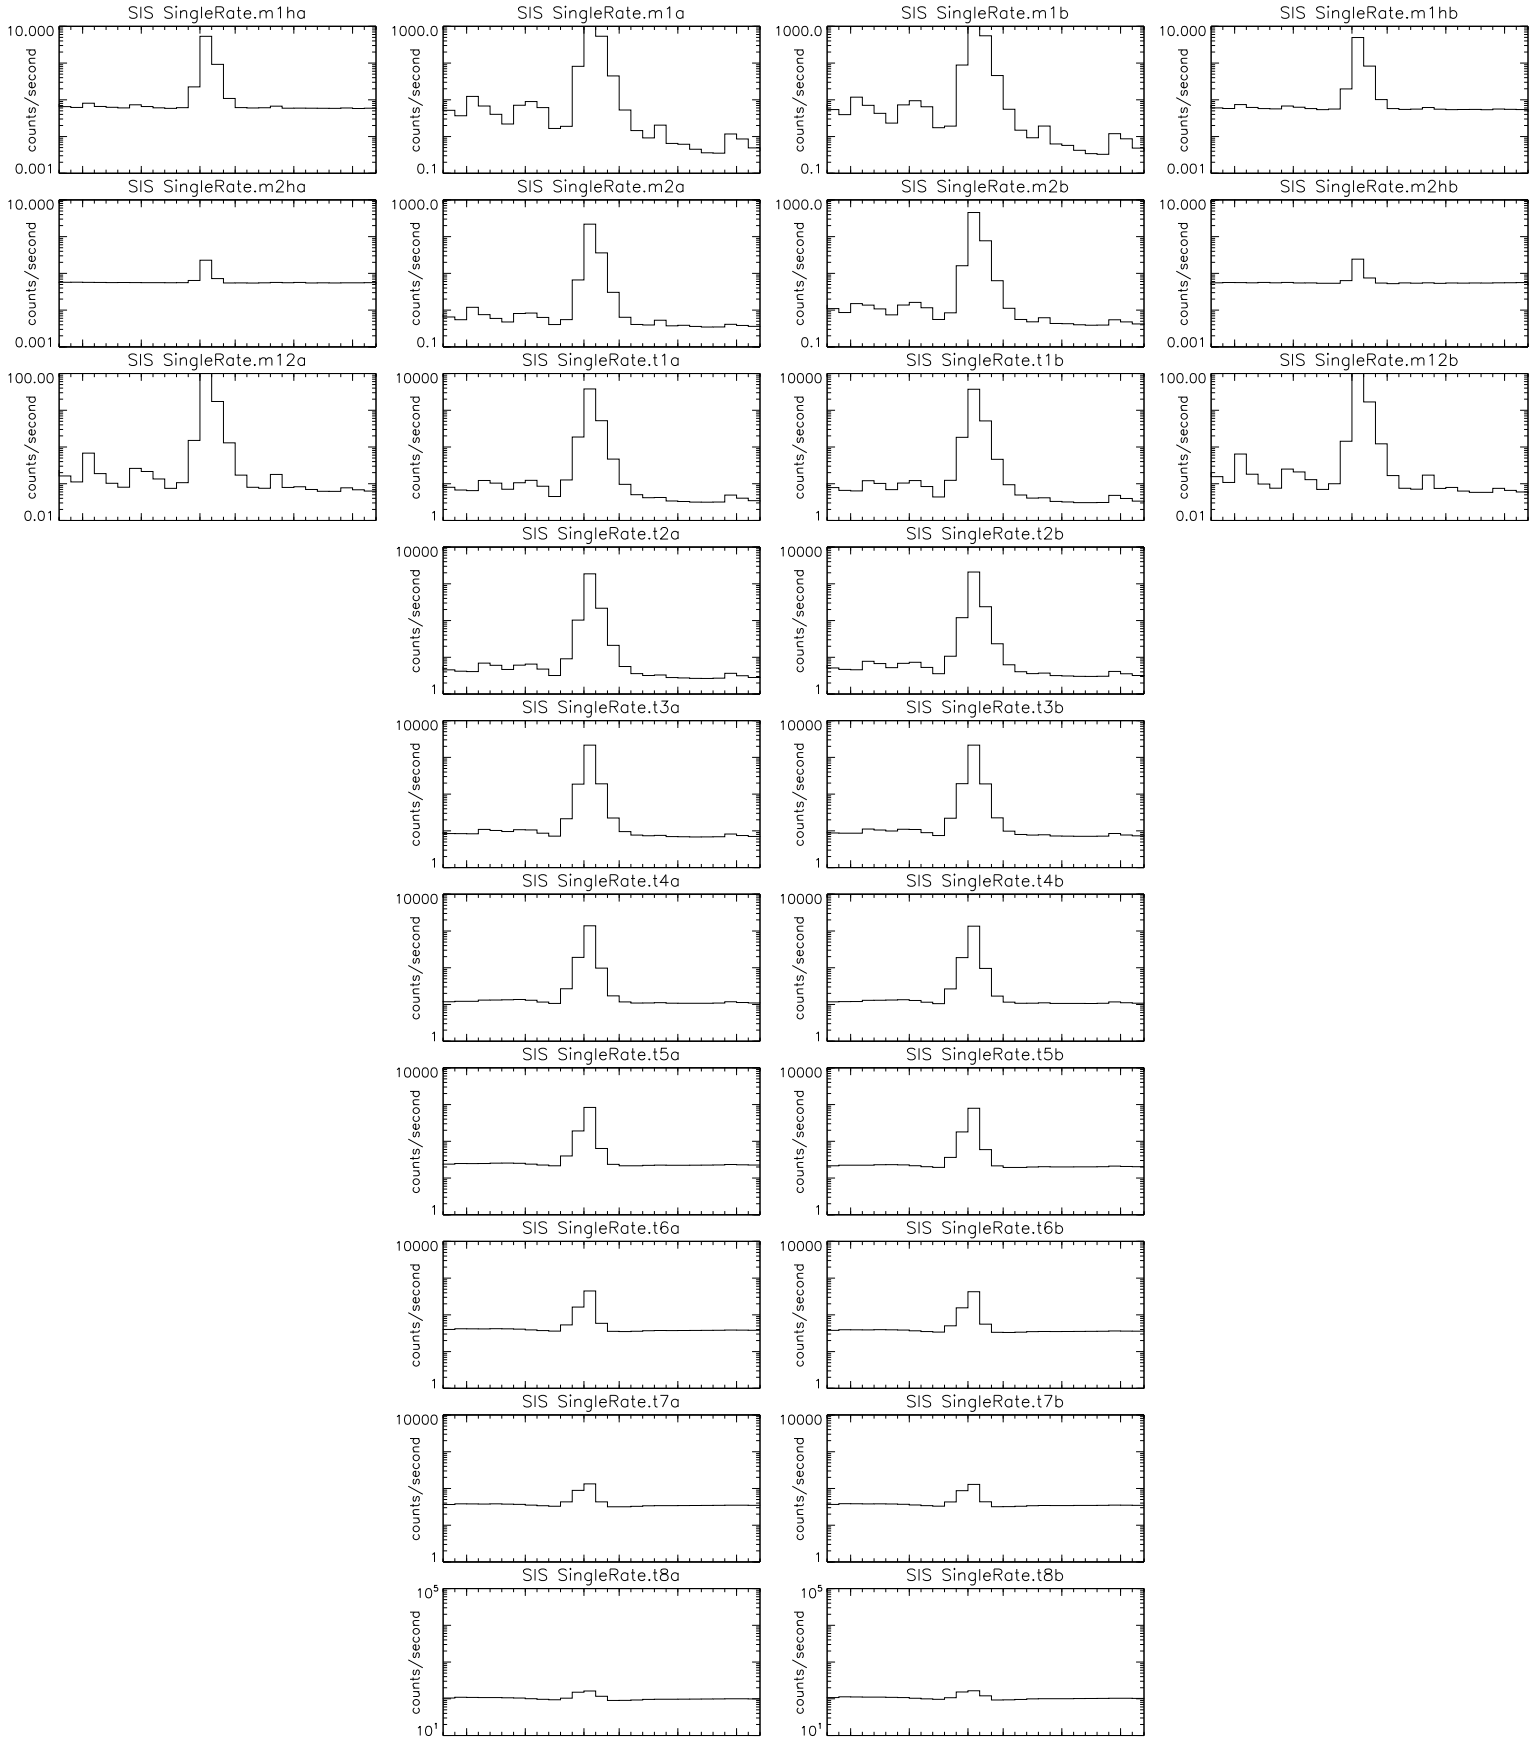 SIS SingleRate.m1ha
10.000
counts/second
0.001
SIS SingleRate.m1a
1000.0
counts/second
0.1
SIS SingleRate.m1b
1000.0
counts/second
0.1
SIS SingleRate.m1hb
10.000
counts/second
0.001
SIS SingleRate.m2ha
10.000
counts/second
0.001
SIS SingleRate.m2a
1000.0
counts/second
0.1
SIS SingleRate.m2b
1000.0
counts/second
0.1
SIS SingleRate.m2hb
10.000
counts/second
0.001
SIS SingleRate.m12a
100.00
counts/second
0.01
SIS SingleRate.t1a
10000
counts/second
1
SIS SingleRate.t1b
10000
counts/second
1
SIS SingleRate.m12b
100.00
counts/second
0.01
SIS SingleRate.t2a
10000
counts/second
1
SIS SingleRate.t2b
10000
counts/second
1
SIS SingleRate.t3a
10000
counts/second
1
SIS SingleRate.t3b
10000
counts/second
1
SIS SingleRate.t4a
10000
counts/second
1
SIS SingleRate.t4b
10000
counts/second
1
SIS SingleRate.t5a
10000
counts/second
1
SIS SingleRate.t5b
10000
counts/second
1
SIS SingleRate.t6a
10000
counts/second
1
SIS SingleRate.t6b
10000
counts/second
1
SIS SingleRate.t7a
10000
counts/second
1
SIS SingleRate.t7b
10000
counts/second
1
SIS SingleRate.t8a
10⁵
counts/second
10¹
SIS SingleRate.t8b
10⁵
counts/second
10¹